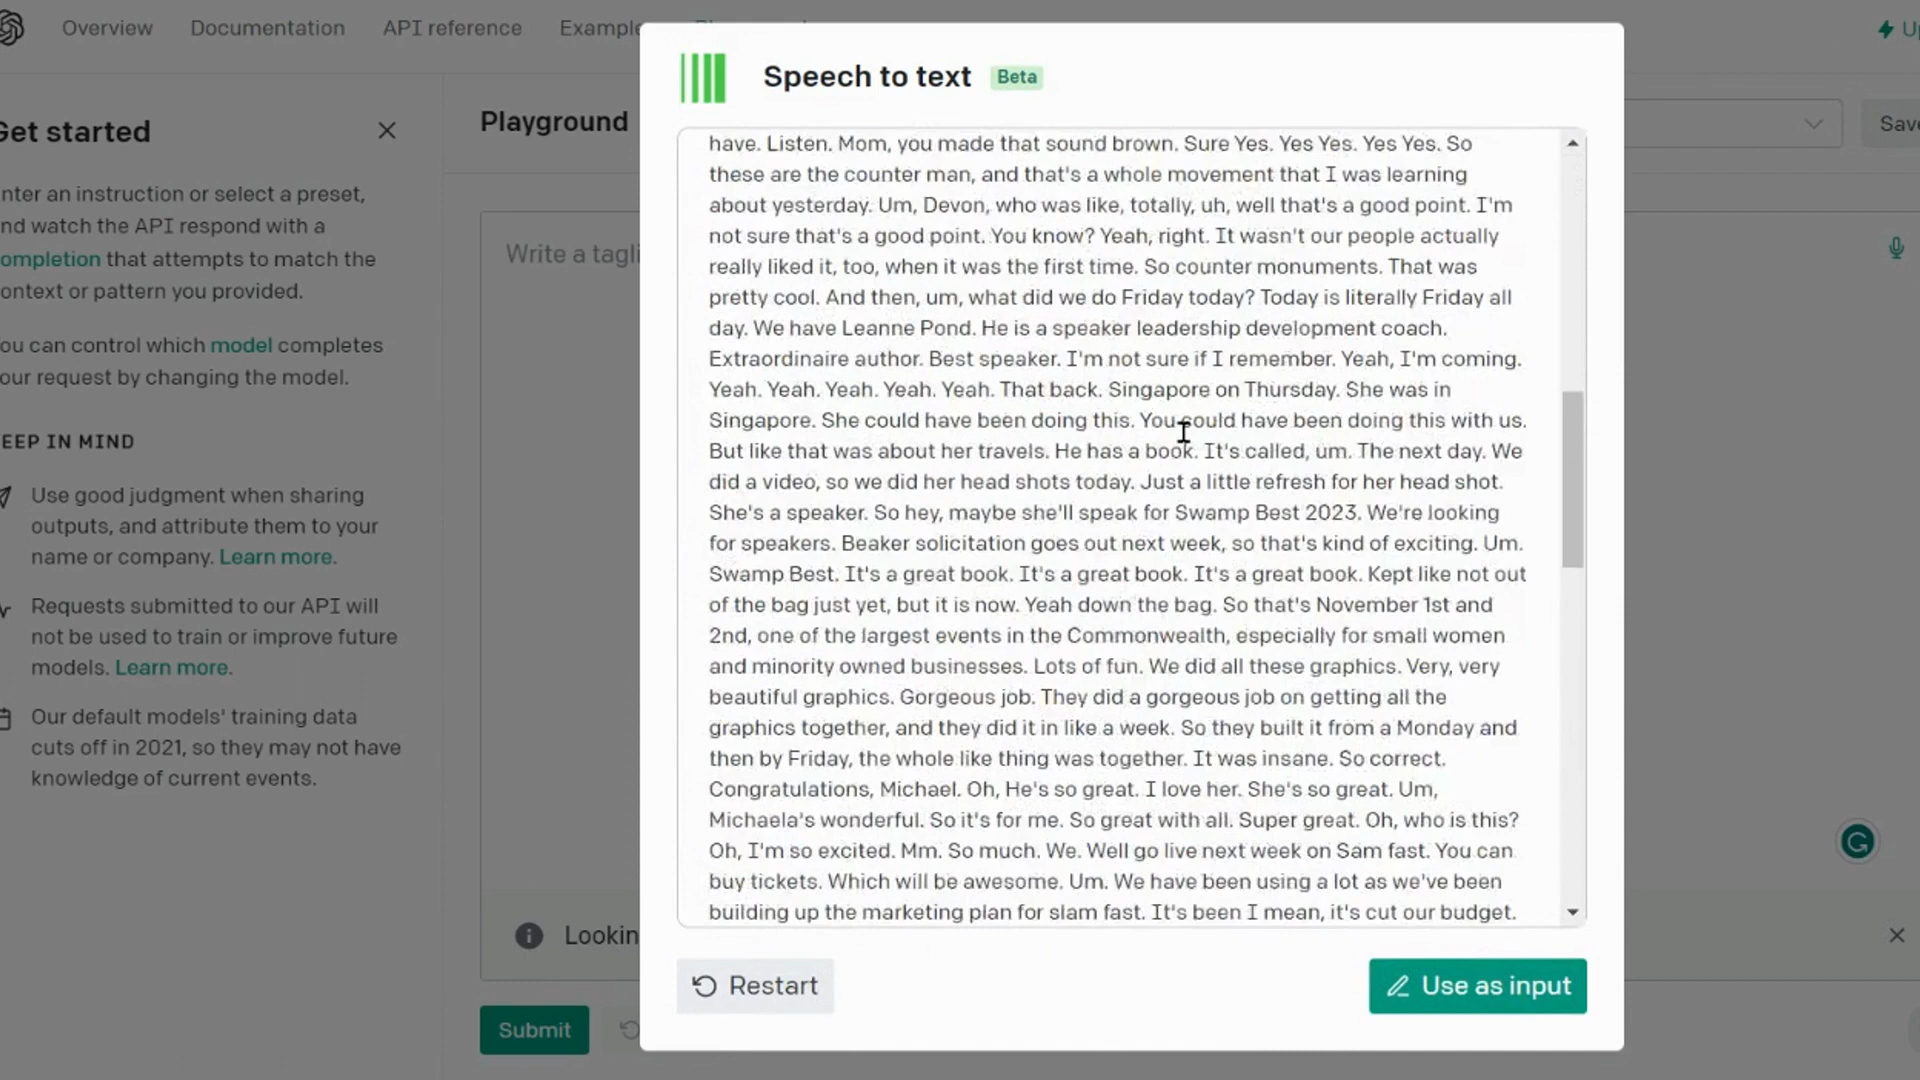 Overview Documentation API reference Example
Get started
enter an instruction or select a preset,
and watch the API respond with a
completion that attempts to match the
context or pattern you provided.
You can control which model completes
your request by changing the model.
KEEP IN MIND
Use good judgment when sharing
outputs, and attribute them to your
name or company. Learn more.
Requests submitted to our API will
not be used to train or improve future
models. Learn more.
Our default models' training data
cuts off in 2021, so they may not have
knowledge of current events.
Playground
Save
Write a tagli
Lookin
Submit
Speech to text Beta
have. Listen. Mom, you made that sound brown. Sure Yes. Yes Yes. Yes Yes. So
these are the counter man, and that's a whole movement that I was learning
about yesterday. Um, Devon, who was like, totally, uh, well that's a good point. I'm
not sure that's a good point. You know? Yeah, right. It wasn't our people actually
really liked it, too, when it was the first time. So counter monuments. That was
pretty cool. And then, um, what did we do Friday today? Today is literally Friday all
day. We have Leanne Pond. He is a speaker leadership development coach.
Extraordinaire author. Best speaker. I'm not sure if I remember. Yeah, I'm coming.
Yeah. Yeah. Yeah. Yeah. Yeah. That back. Singapore on Thursday. She was in
Singapore. She could have been doing this. You could have been doing this with us.
But like that was about her travels. He has a book. It's called, um. The next day. We
did a video, so we did her head shots today. Just a little refresh for her head shot.
She's a speaker. So hey, maybe she'll speak for Swamp Best 2023. We're looking
for speakers. Beaker solicitation goes out next week, so that's kind of exciting. Um.
Swamp Best. It's a great book. It's a great book. It's a great book. Kept like not out
of the bag just yet, but it is now. Yeah down the bag. So that's November 1st and
2nd, one of the largest events in the Commonwealth, especially for small women
and minority owned businesses. Lots of fun. We did all these graphics. Very, very
beautiful graphics. Gorgeous job. They did a gorgeous job on getting all the
graphics together, and they did it in like a week. So they built it from a Monday and
then by Friday, the whole like thing was together. It was insane. So correct.
Congratulations, Michael. Oh, He's so great. I love her. She's so great. Um,
Michaela's wonderful. So it's for me. So great with all. Super great. Oh, who is this?
Oh, I'm so excited. Mm. So much. We. Well go live next week on Sam fast. You can
buy tickets. Which will be awesome. Um. We have been using a lot as we've been
building up the marketing plan for slam fast. It's been I mean, it's cut our budget.
Restart
Use as input